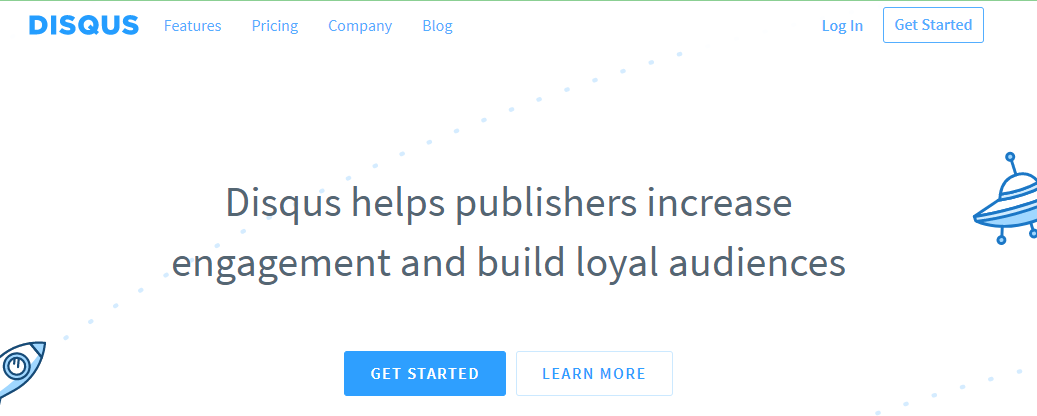 DISQUS Features Pricing Company Blog Log In Get Started
Disqus helps publishers increase
engagement and build loyal audiences
GET STARTED LEARN MORE